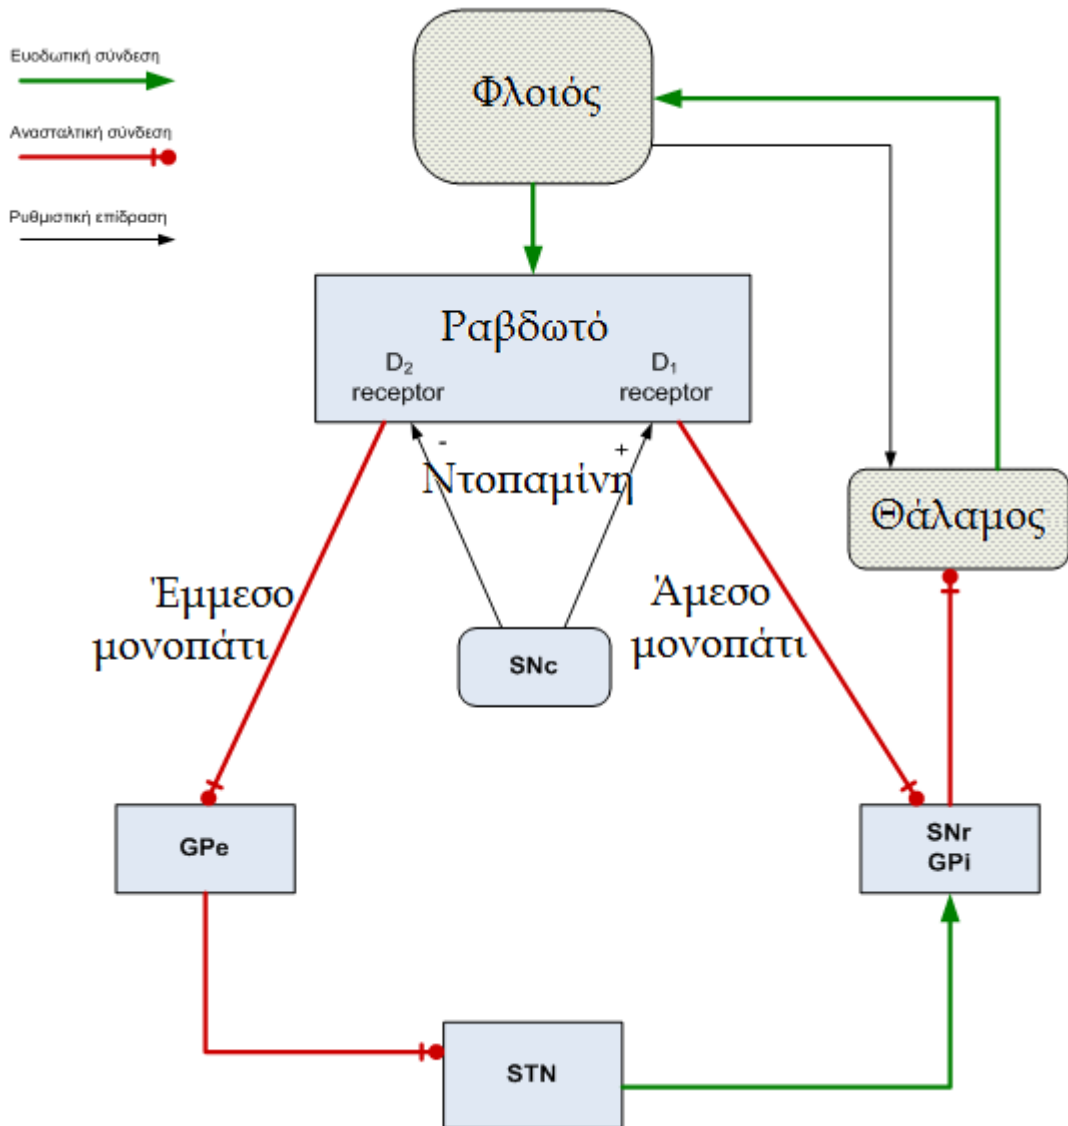 Ευοδωτική σύνδεση
Ανασταλτική σύνδεση
Ρυθμιστική επίδραση
Φλοιός
Ραβδωτό
D₂
receptor
D₁
receptor
-
+
Ντοπαμίνη
Θάλαμος
Έμμεσο
μονοπάτι
Άμεσο
μονοπάτι
SNc
GPe
SNr
GPi
STN